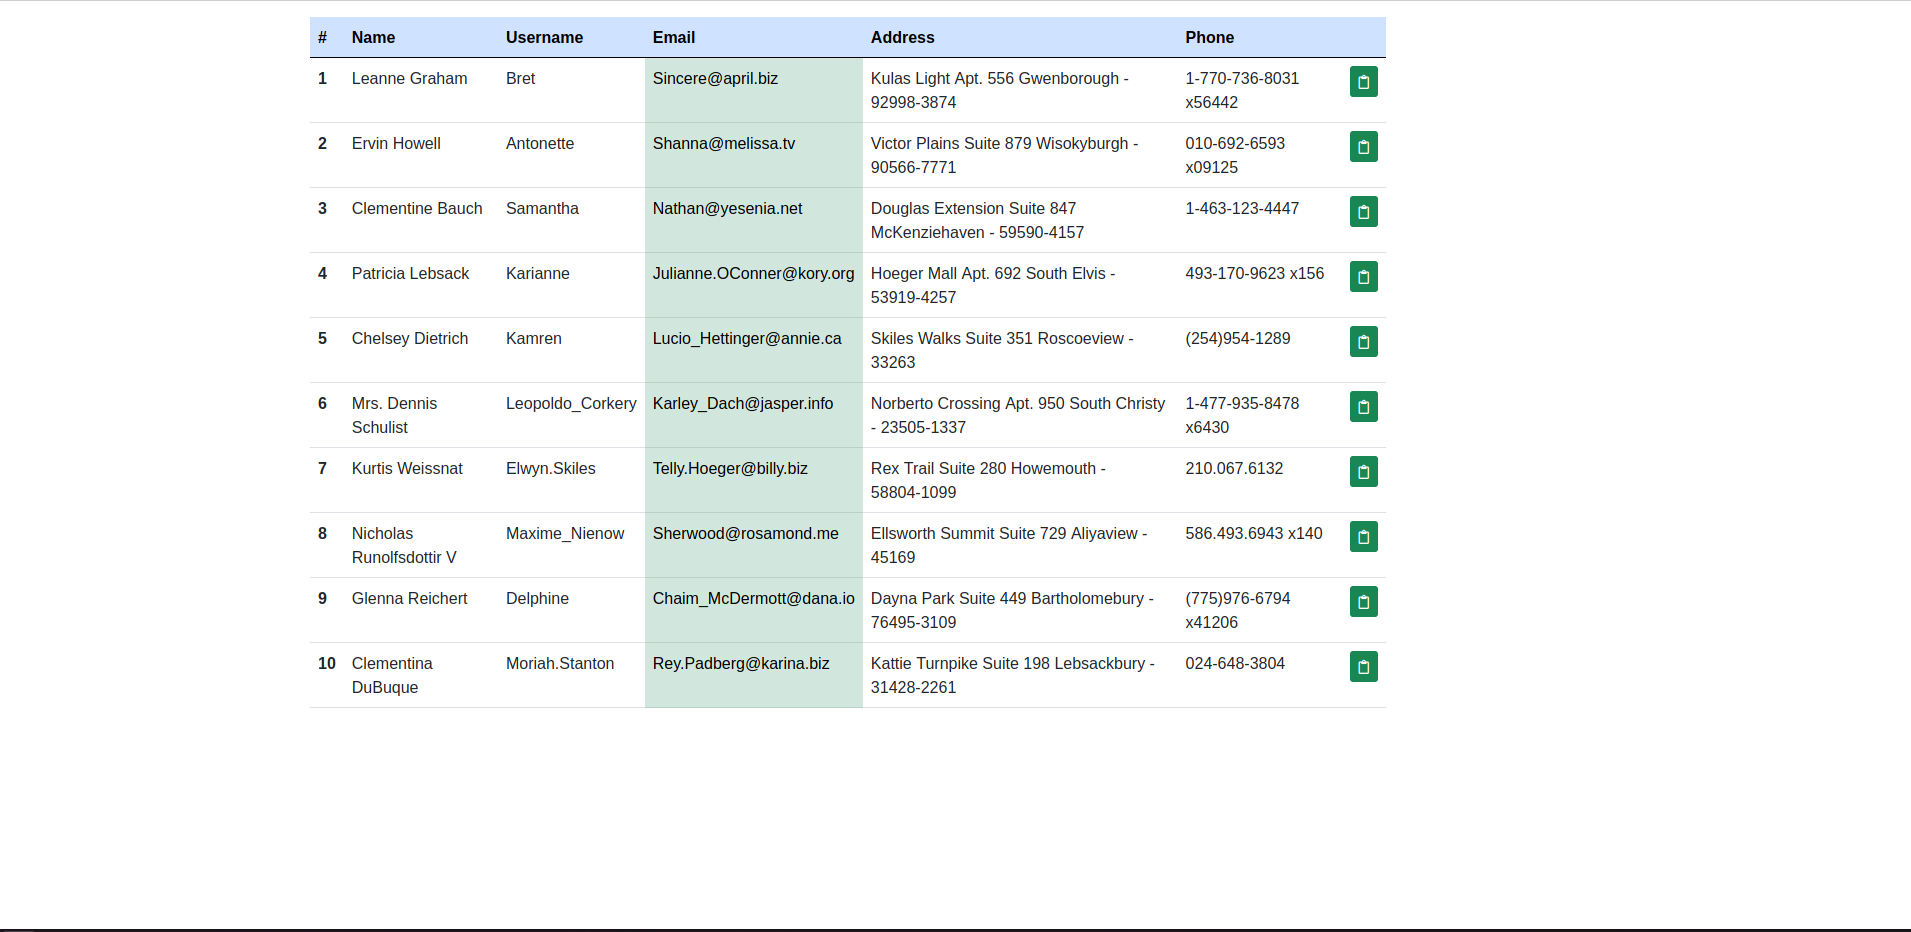 # Name Username Email Address Phone
1 Leanne Graham Bret Sincere@april.biz Kulas Light Apt. 556 Gwenborough - 1-770-736-8031
92998-3874 x56442
2 Ervin Howell Antonette Shanna@melissa.tv Victor Plains Suite 879 Wisokyburgh - 010-692-6593
90566-7771 x09125
3 Clementine Bauch Samantha Nathan@yesenia.net Douglas Extension Suite 847 1-463-123-4447
McKenziehaven - 59590-4157
4 Patricia Lebsack Karianne Julianne.OConner@kory.org Hoeger Mall Apt. 692 South Elvis - 493-170-9623 x156
53919-4257
5 Chelsey Dietrich Kamren Lucio_Hettinger@annie.ca Skiles Walks Suite 351 Roscoeview - (254)954-1289
33263
6 Mrs. Dennis Leopoldo_Corkery Karley_Dach@jasper.info Norberto Crossing Apt. 950 South Christy 1-477-935-8478
Schulist - 23505-1337 x6430
7 Kurtis Weissnat Elwyn.Skiles Telly.Hoeger@billy.biz Rex Trail Suite 280 Howemouth - 210.067.6132
58804-1099
8 Nicholas Maxime_Nienow Sherwood@rosamond.me Ellsworth Summit Suite 729 Aliyaview - 586.493.6943 x140
Runolfsdottir V 45169
9 Glenna Reichert Delphine Chaim_McDermott@dana.io Dayna Park Suite 449 Bartholomebury - (775)976-6794
76495-3109 x41206
10 Clementina Moriah.Stanton Rey.Padberg@karina.biz Kattie Turnpike Suite 198 Lebsackbury - 024-648-3804
DuBuque 31428-2261